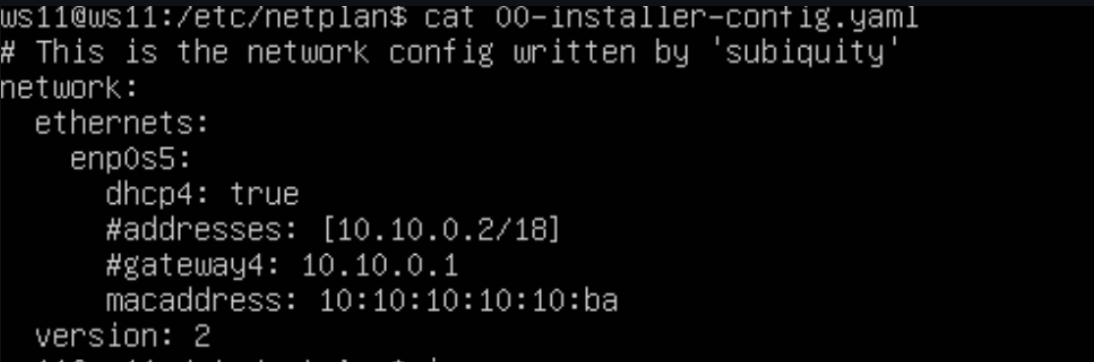 ws11@ws11:/etc/netplan$ cat 00-installer-config.yaml
# This is the network config written by 'subiquity'
network:
  ethernets:
    enp0s5:
      dhcp4: true
      #addresses: [10.10.0.2/18]
      #gateway4: 10.10.0.1
      macaddress: 10:10:10:10:10:ba
  version: 2